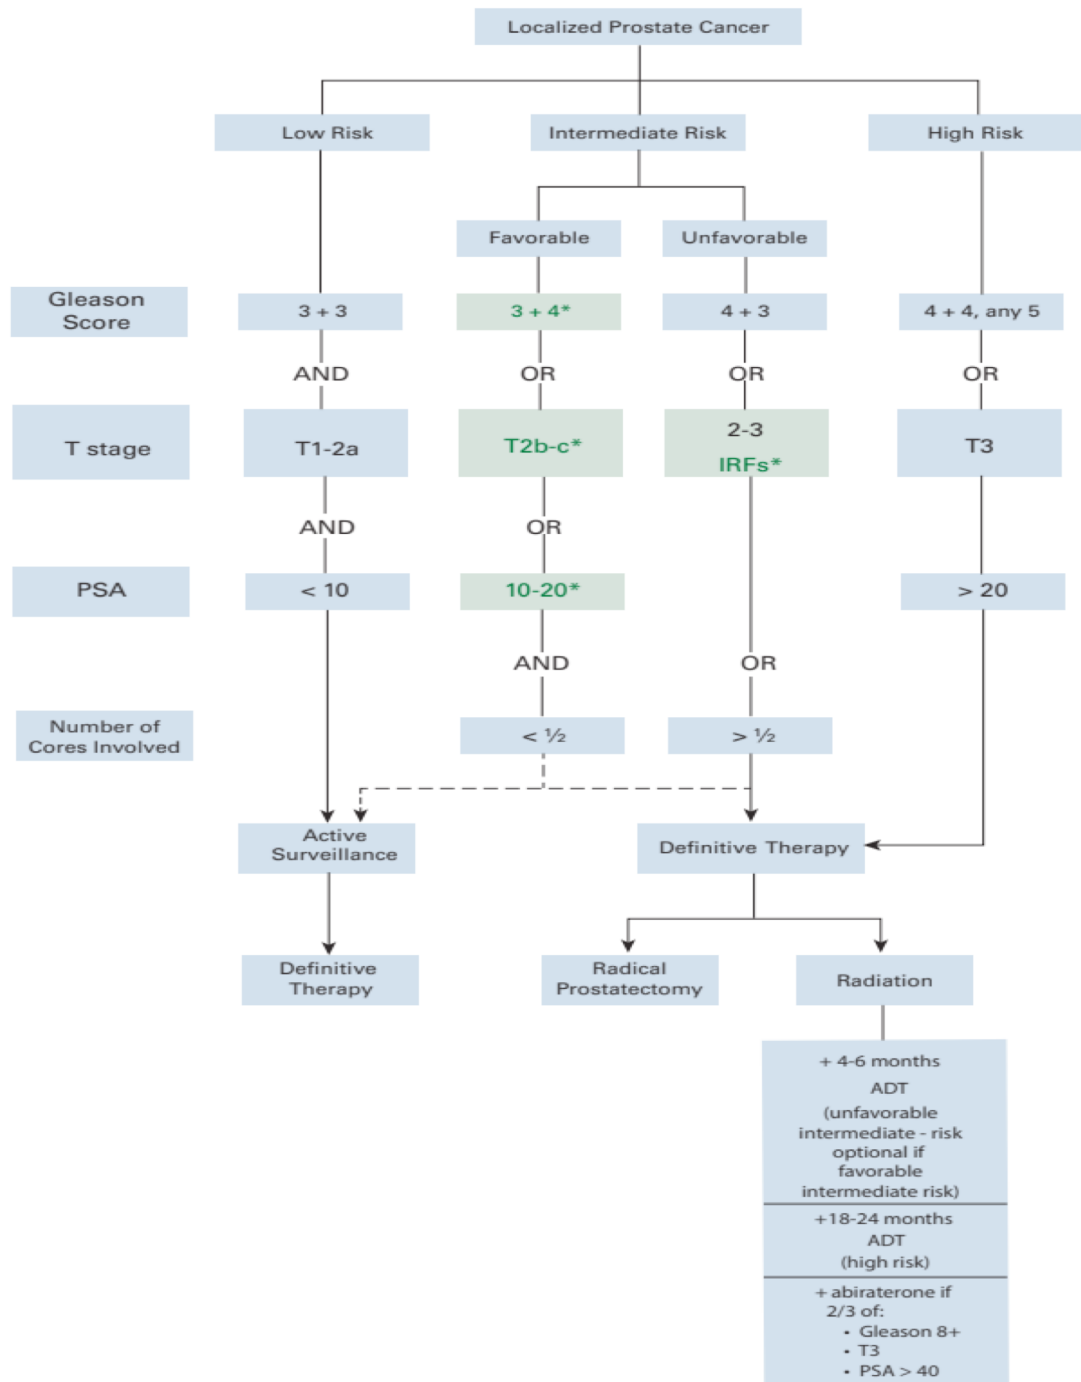 Localized Prostate Cancer
Low Risk
Intermediate Risk
High Risk
Favorable
Unfavorable
Gleason
Score
3 + 3
3 + 4*
4 + 3
4 + 4, any 5
AND
OR
OR
OR
T stage
T1-2a
T2b-c*
2-3
IRFs*
T3
AND
OR
PSA
< 10
10-20*
> 20
AND
OR
Number of
Cores Involved
< ½
> ½
Active
Surveillance
Definitive Therapy
Definitive
Therapy
Radical
Prostatectomy
Radiation
+ 4-6 months
ADT
(unfavorable
intermediate - risk
optional if
favorable
intermediate risk)
+18-24 months
ADT
(high risk)
+ abiraterone if
2/3 of:
• Gleason 8+
• T3
• PSA > 40